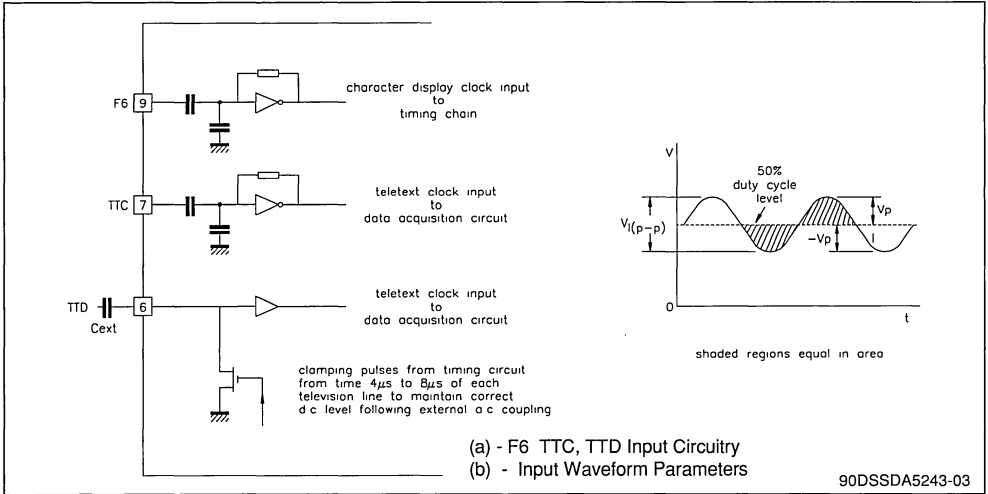 F6 9
character display clock input
to
timing chain
TTC 7
teletext clock input
to
data acquisition circuit
TTD 6
Cext
teletext clock input
to
data acquisition circuit
clamping pulses from timing circuit
from time 4μs to 8μs of each
television line to maintain correct
d c level following external a c coupling
V
50%
duty cycle
level
VI(p-p)
Vp
-Vp
0
t
shaded regions equal in area
(a) - F6 TTC, TTD Input Circuitry
(b) - Input Waveform Parameters
90DSSDA5243-03